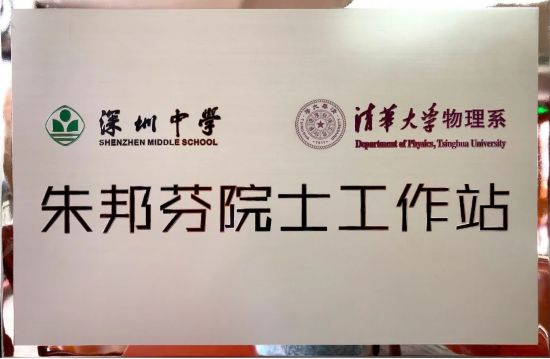 深圳中學
SHENZHEN MIDDLE SCHOOL
清華大学物理系
Department of Physics, Tsinghua University
朱邦芬院士工作站